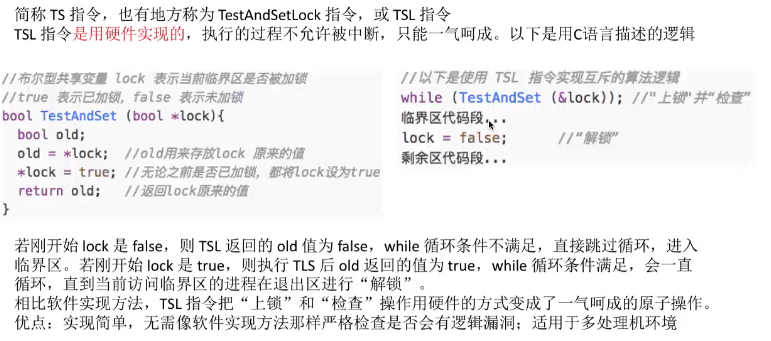 简称 TS 指令，也有地方称为 TestAndSetLock 指令，或 TSL 指令
TSL 指令是用硬件实现的，执行的过程不允许被中断，只能一气呵成。以下是用C语言描述的逻辑
//布尔型共享变量 lock 表示当前临界区是否被加锁
//true 表示已加锁，false 表示未加锁
bool TestAndSet (bool *lock){
bool old;
old = *lock; //old用来存放lock 原来的值
*lock = true; //无论之前是否已加锁，都将lock设为true
return old; //返回lock原来的值
}
//以下是使用 TSL 指令实现互斥的算法逻辑
while (TestAndSet (&lock)); //"上锁"并“检查”
临界区代码段...
lock = false; //“解锁”
剩余区代码段...
若刚开始 lock 是 false，则 TSL 返回的 old 值为 false，while 循环条件不满足，直接跳过循环，进入
临界区。若刚开始 lock 是 true，则执行 TLS 后 old 返回的值为 true，while 循环条件满足，会一直
循环，直到当前访问临界区的进程在退出区进行“解锁”。
相比软件实现方法，TSL 指令把“上锁”和“检查”操作用硬件的方式变成了一气呵成的原子操作。
优点：实现简单，无需像软件实现方法那样严格检查是否会有逻辑漏洞；适用于多处理机环境